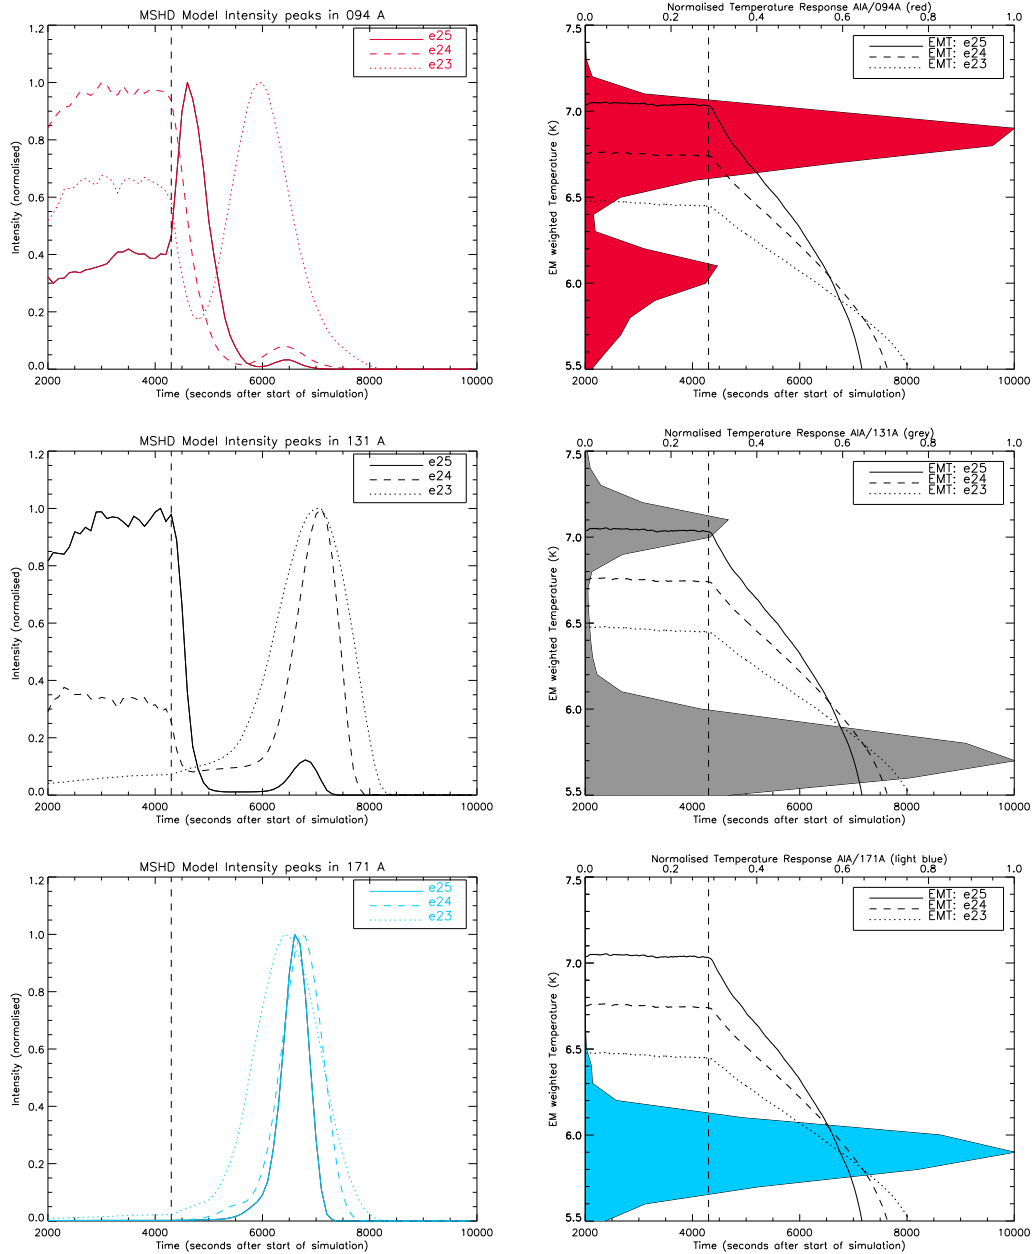 MSHD Model Intensity peaks in 094 A
e25
e24
e23
Intensity (normalised)
1.2
1.0
0.8
0.6
0.4
0.2
0.0
2000 4000 6000 8000 10000
Time (seconds after start of simulation)
Normalised Temperature Response AIA/094A (red)
0.0 0.2 0.4 0.6 0.8 1.0
EMT: e25
EMT: e24
EMT: e23
EM weighted Temperature (K)
7.5
7.0
6.5
6.0
5.5
2000 4000 6000 8000 10000
Time (seconds after start of simulation)
MSHD Model Intensity peaks in 131 A
e25
e24
e23
Intensity (normalised)
1.2
1.0
0.8
0.6
0.4
0.2
0.0
2000 4000 6000 8000 10000
Time (seconds after start of simulation)
Normalised Temperature Response AIA/131A (grey)
0.0 0.2 0.4 0.6 0.8 1.0
EMT: e25
EMT: e24
EMT: e23
EM weighted Temperature (K)
7.5
7.0
6.5
6.0
5.5
2000 4000 6000 8000 10000
Time (seconds after start of simulation)
MSHD Model Intensity peaks in 171 A
e25
e24
e23
Intensity (normalised)
1.2
1.0
0.8
0.6
0.4
0.2
0.0
2000 4000 6000 8000 10000
Time (seconds after start of simulation)
Normalised Temperature Response AIA/171A (light blue)
0.0 0.2 0.4 0.6 0.8 1.0
EMT: e25
EMT: e24
EMT: e23
EM weighted Temperature (K)
7.5
7.0
6.5
6.0
5.5
2000 4000 6000 8000 10000
Time (seconds after start of simulation)